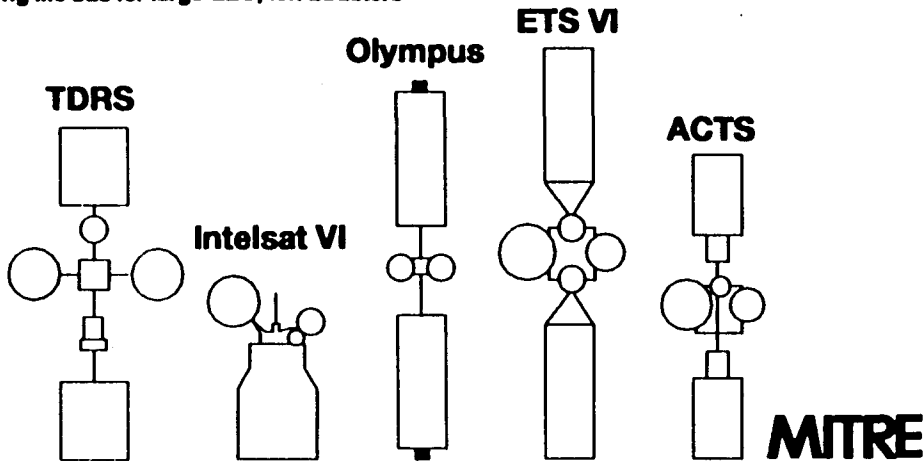 ETS VI
Olympus
TDRS
ACTS
Intelsat VI
MITRE